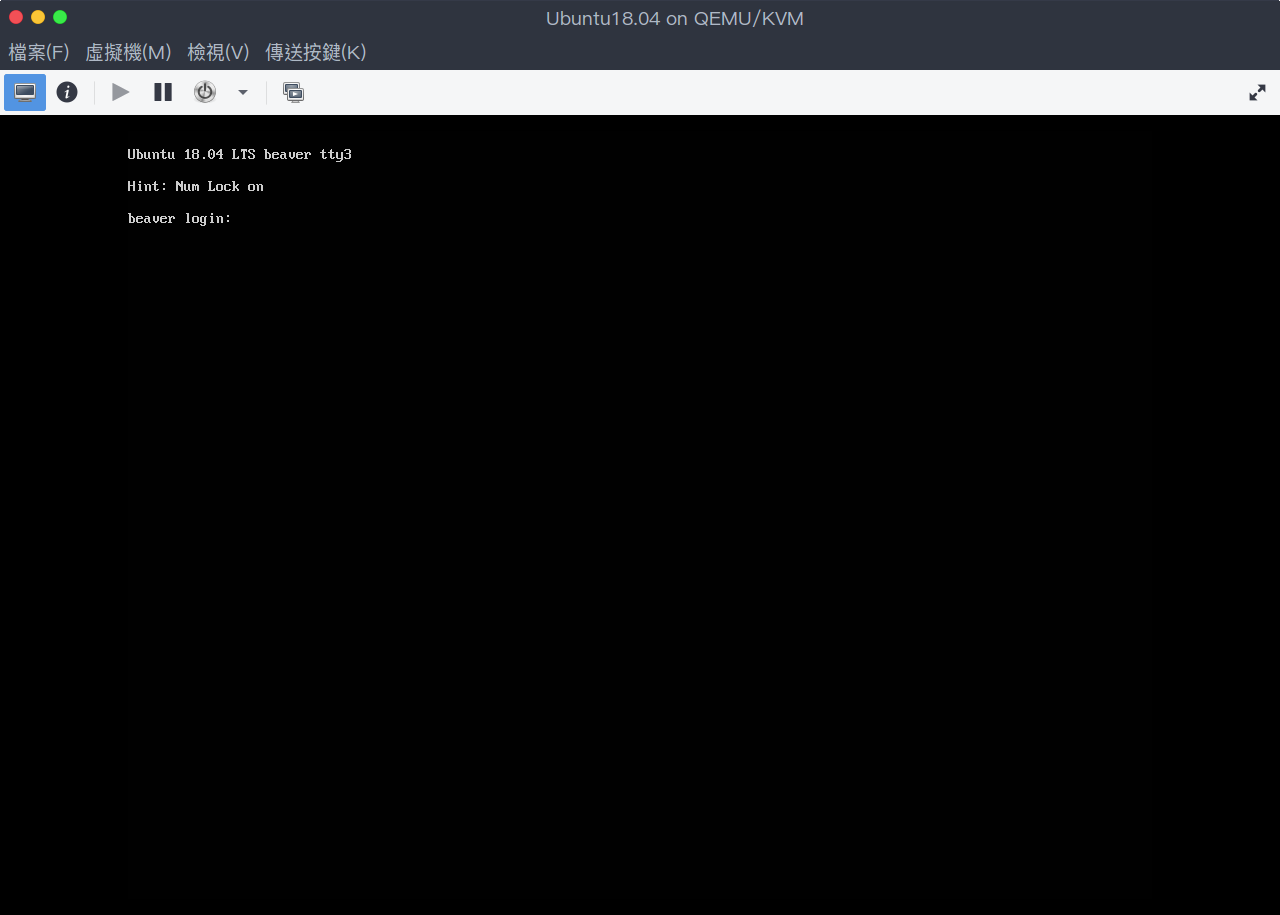 Ubuntu18.04 on QEMU/KVM
檔案(F) 虛擬機(M) 檢視(V) 傳送按鍵(K)
Ubuntu 18.04 LTS beaver tty3
Hint: Num Lock on
beaver login: